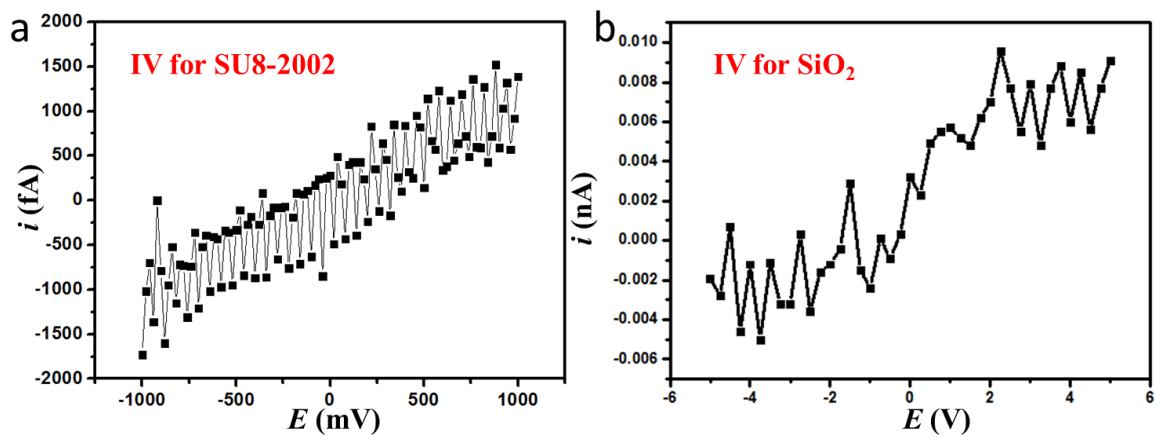 a
IV for SU8-2002
2000
1500
1000
500
0
-500
-1000
-1500
-2000
i (fA)
-1000 -500 0 500 1000
E (mV)
b
IV for SiO₂
0.010
0.008
0.006
0.004
0.002
0.000
-0.002
-0.004
-0.006
i (nA)
-6 -4 -2 0 2 4 6
E (V)